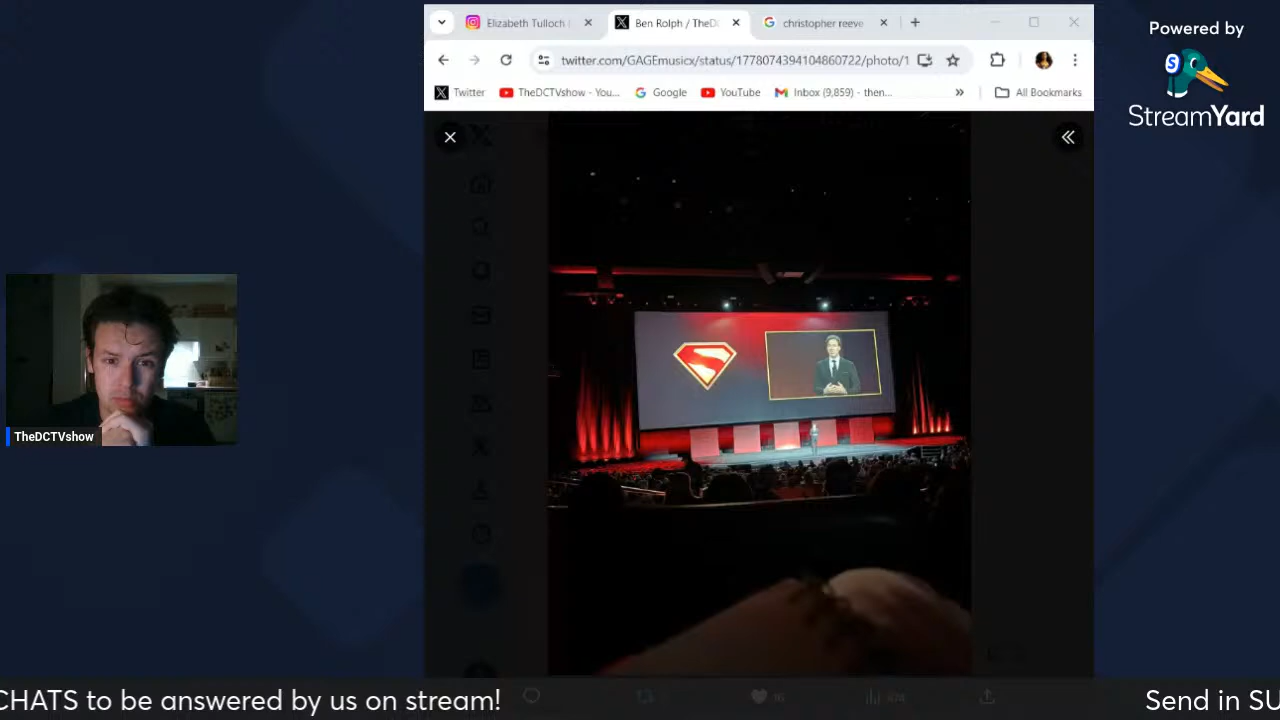 Elizabeth Tulloch
Ben Rolph / TheD
christopher reeve
twitter.com/GAGEmusicx/status/1778074394104860722/photo/1
Twitter
TheDCTVshow - You...
Google
YouTube
Inbox (9,859) - then...
»
All Bookmarks
Powered by
StreamYard
TheDCTVshow
CHATS to be answered by us on stream!
Send in SU